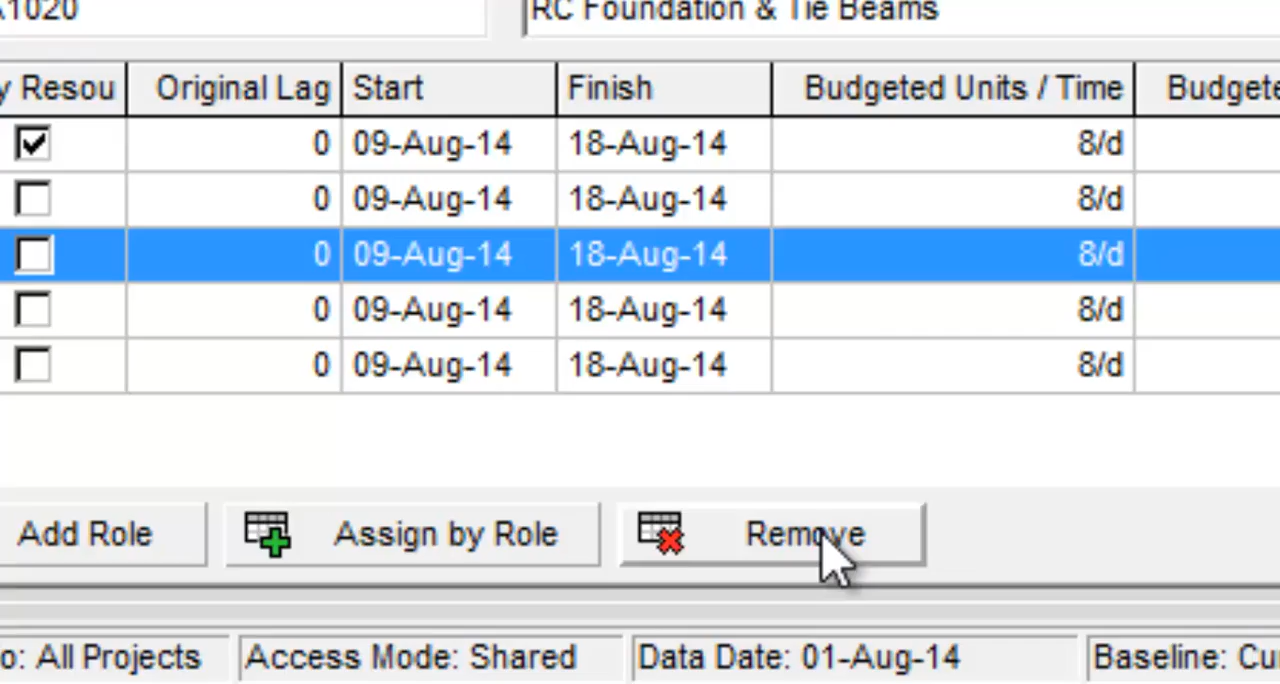 A1020 RC Foundation & Tie Beams
y Resou Original Lag Start Finish Budgeted Units / Time Budgete
0 09-Aug-14 18-Aug-14 8/d
0 09-Aug-14 18-Aug-14 8/d
0 09-Aug-14 18-Aug-14 8/d
0 09-Aug-14 18-Aug-14 8/d
0 09-Aug-14 18-Aug-14 8/d
Add Role Assign by Role Remove
o: All Projects Access Mode: Shared Data Date: 01-Aug-14 Baseline: Cu